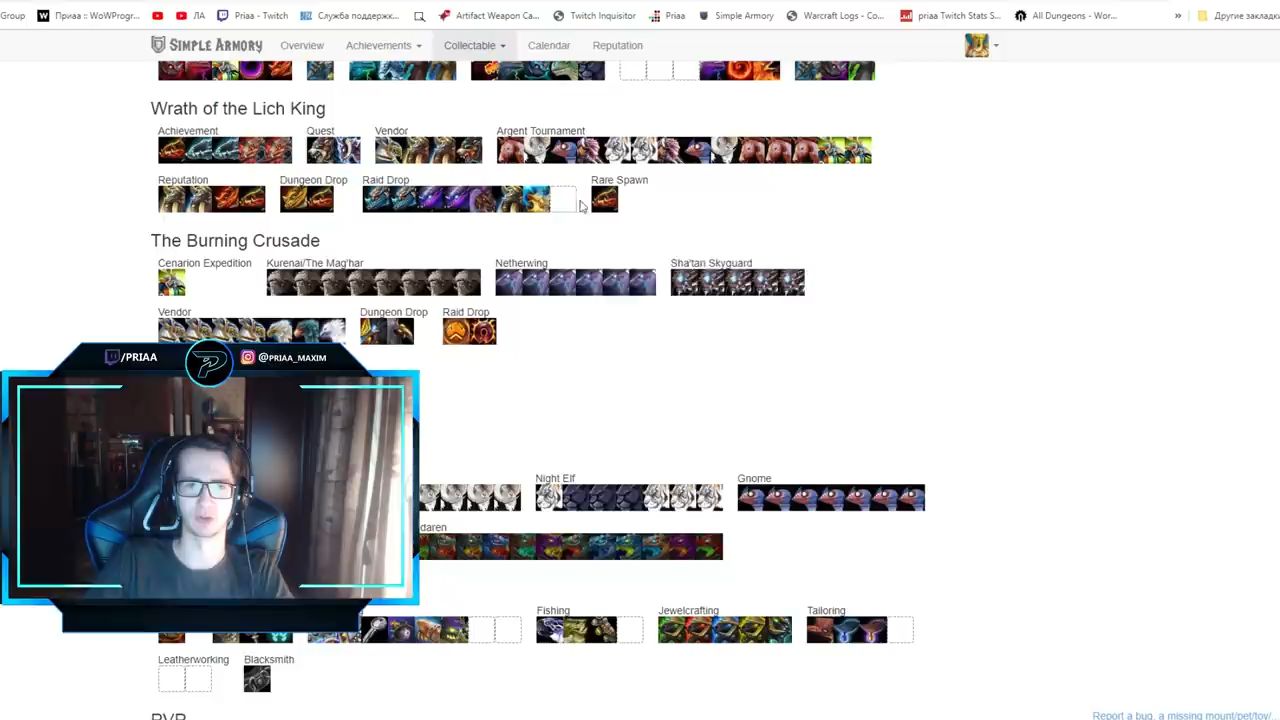 Group
Приаа :: WoWProgr...
ЛА
Priaa - Twitch
Служба поддержк...
Artifact Weapon Ca...
Twitch Inquisitor
Priaa
Simple Armory
Warcraft Logs - Co...
priaa Twitch Stats S...
All Dungeons - Wor...
»
Другие закладк
SIMPLE ARMORY
Overview
Achievements
Collectable
Calendar
Reputation
Wrath of the Lich King
Achievement
Quest
Vendor
Argent Tournament
Reputation
Dungeon Drop
Raid Drop
Rare Spawn
The Burning Crusade
Cenarion Expedition
Kurenai/The Mag'har
Netherwing
Sha'tari Skyguard
Vendor
Dungeon Drop
Raid Drop
/PRIAA
@PRIAA_MAXIM
Night Elf
Gnome
daren
Fishing
Jewelcrafting
Tailoring
Leatherworking
Blacksmith
PVP
Report a bug, a missing mount/pet/toy/...